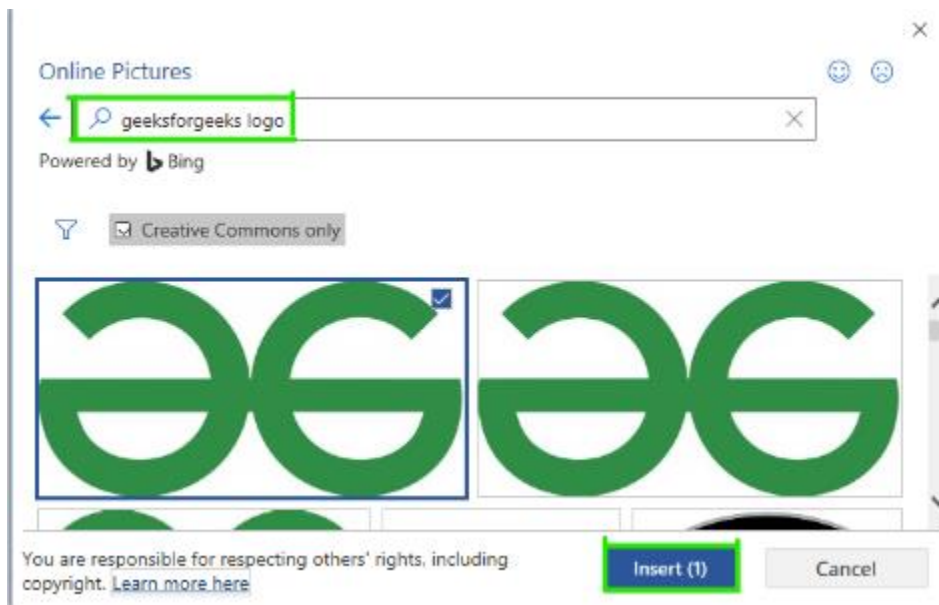 Online Pictures
geeksforgeeks logo
Powered by Bing
Creative Commons only
You are responsible for respecting others' rights, including
copyright. Learn more here
Insert (1)
Cancel